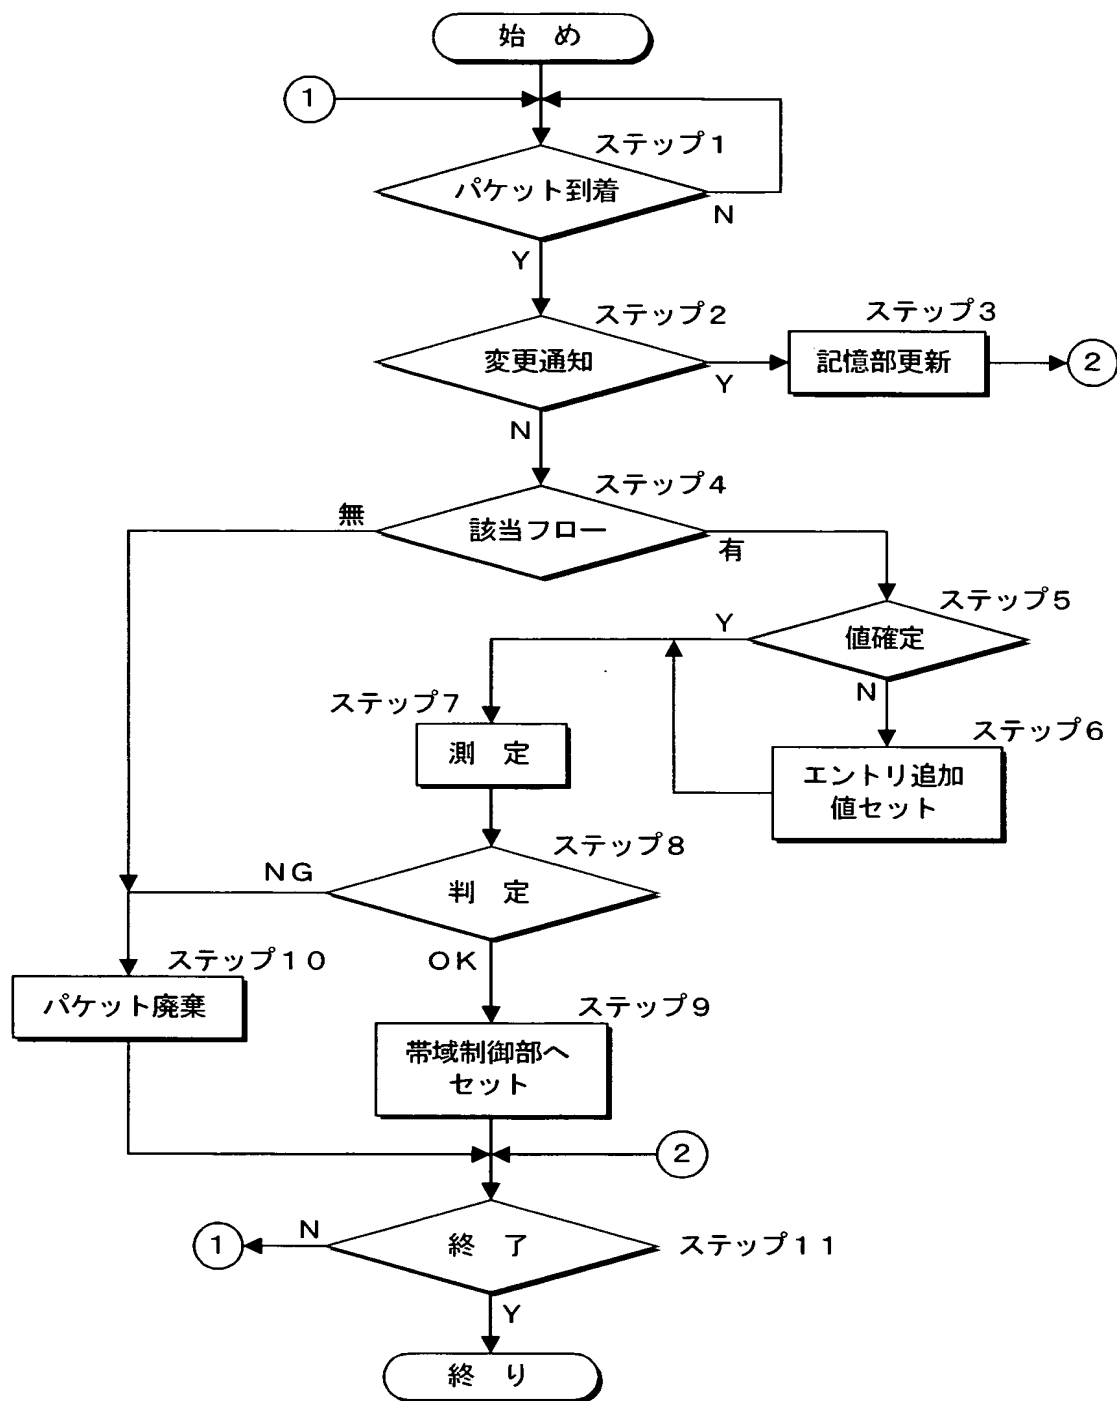 始 め
1
ステップ1
パケット到着
N
Y
ステップ2
変更通知
Y
N
ステップ3
記憶部更新
2
ステップ4
該当フロー
無
有
ステップ5
値確定
Y
N
ステップ6
エントリ追加
値セット
ステップ7
測 定
ステップ8
判 定
NG
OK
ステップ10
パケット廃棄
ステップ9
帯域制御部へ
セット
2
1
N
終 了
ステップ11
Y
終 り